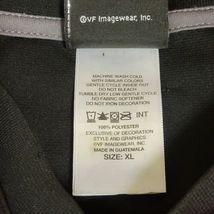 ©VF Imagewear, Inc.
MACHINE WASH COLD
WITH SIMILAR COLORS
GENTLE CYCLE INSIDE OUT
DO NOT BLEACH
TUMBLE DRY LOW GENTLE CYCLE
NO FABRIC SOFTENER
DO NOT IRON DECORATION
INT
100% POLYESTER
EXCLUSIVE OF DECORATION
STYLE AND GRAPHICS
©VF IMAGEWEAR, INC.
MADE IN GUATEMALA
SIZE: XL